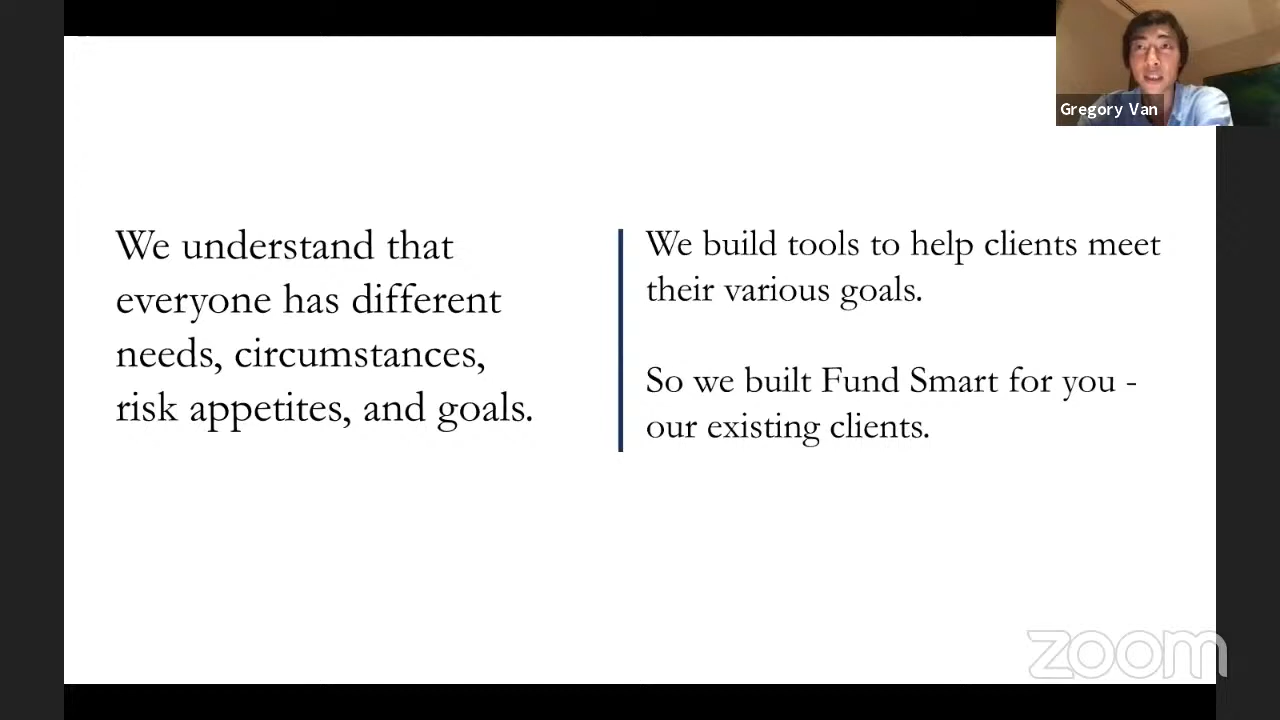 Gregory Van
We understand that
everyone has different
needs, circumstances,
risk appetites, and goals.
We build tools to help clients meet
their various goals.
So we built Fund Smart for you -
our existing clients.
zoom